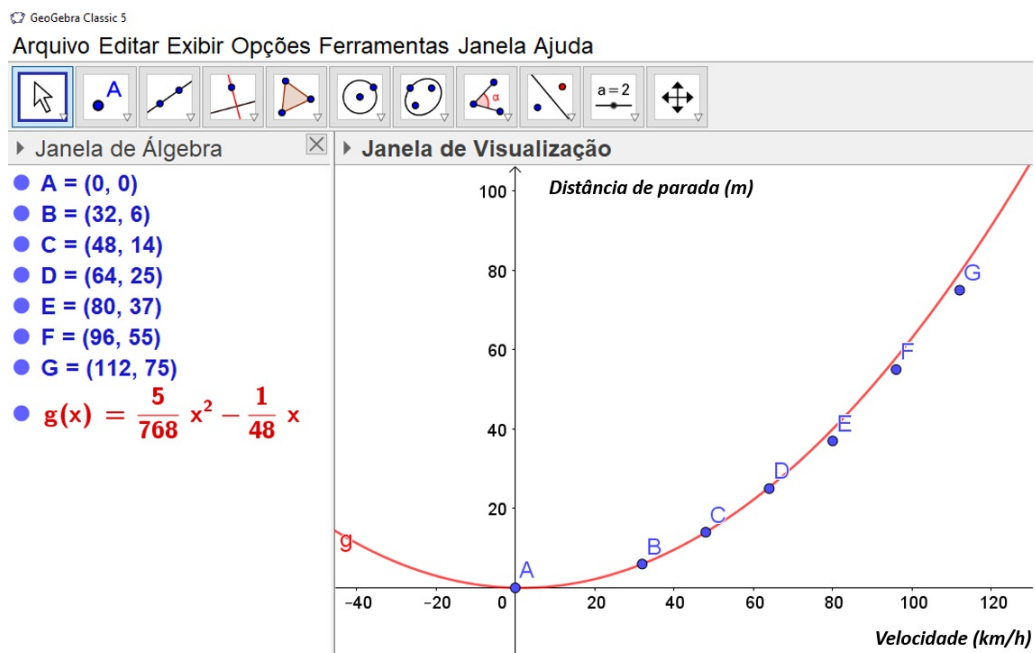 GeoGebra Classic 5
Arquivo Editar Exibir Opções Ferramentas Janela Ajuda
A
α
a = 2
Janela de Álgebra
Janela de Visualização
A = (0, 0)
B = (32, 6)
C = (48, 14)
D = (64, 25)
E = (80, 37)
F = (96, 55)
G = (112, 75)
g(x) = 5/768 x² − 1/48 x
Distância de parada (m)
100
80
60
40
20
G
F
E
D
C
B
A
g
-40 -20 0 20 40 60 80 100 120
Velocidade (km/h)